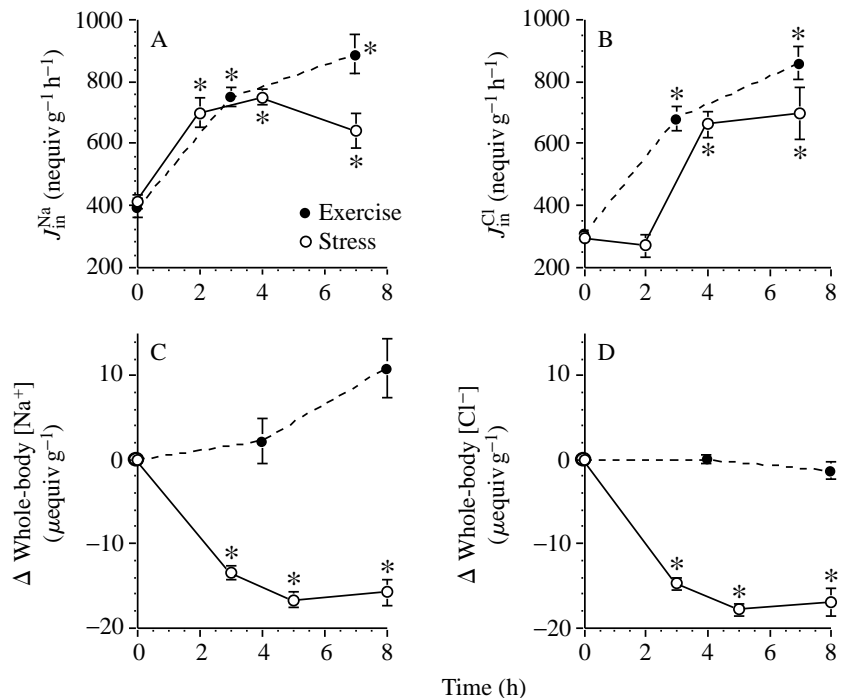 1000
800
600
400
200
A
* * * * *
J_in^Na (nequiv g⁻¹ h⁻¹)
Exercise
Stress
0 2 4 6 8
1000
800
600
400
200
B
* * * *
J_in^Cl (nequiv g⁻¹ h⁻¹)
0 2 4 6 8
C
10
0
−10
−20
* * *
Δ Whole-body [Na⁺]
(μequiv g⁻¹)
0 2 4 6 8
D
10
0
−10
−20
* * *
Δ Whole-body [Cl⁻]
(μequiv g⁻¹)
0 2 4 6 8
Time (h)